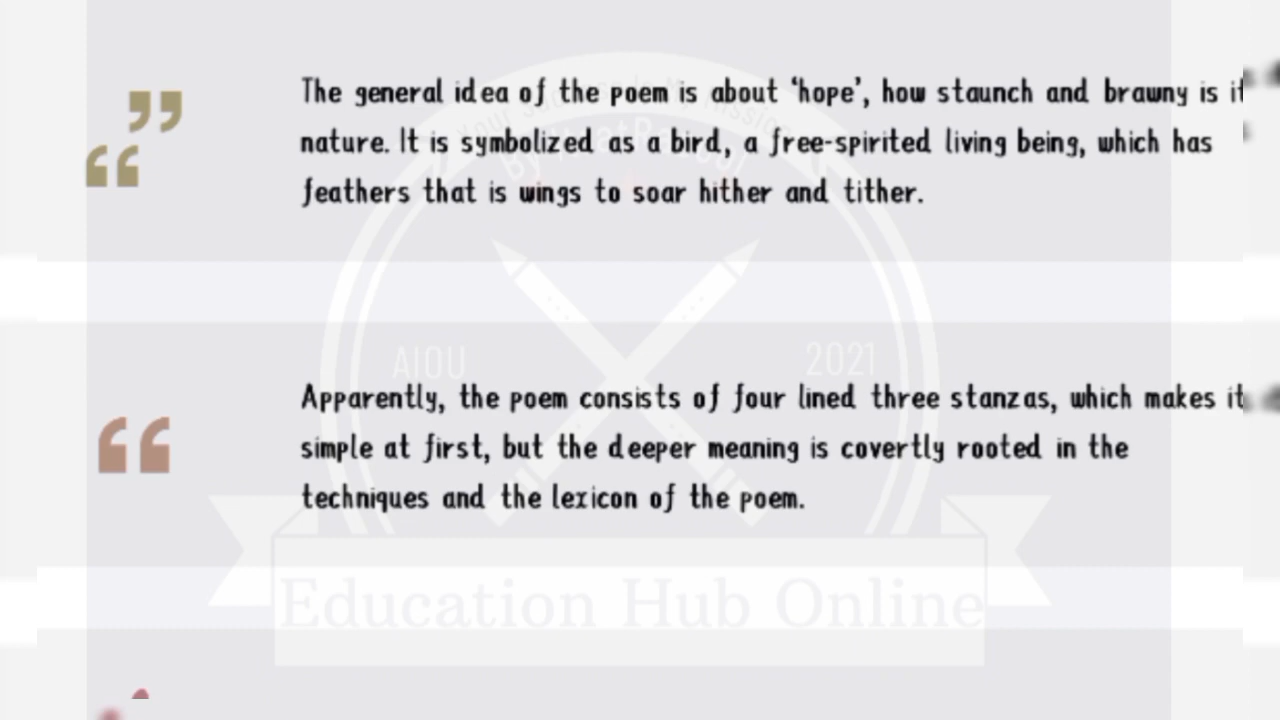 The general idea of the poem is about ‘hope’, how staunch and brawny is it
nature. It is symbolized as a bird, a free-spirited living being, which has
feathers that is wings to soar hither and tither.
AIOU
2021
Apparently, the poem consists of four lined three stanzas, which makes it
simple at first, but the deeper meaning is covertly rooted in the
techniques and the lexicon of the poem.
Education Hub Online